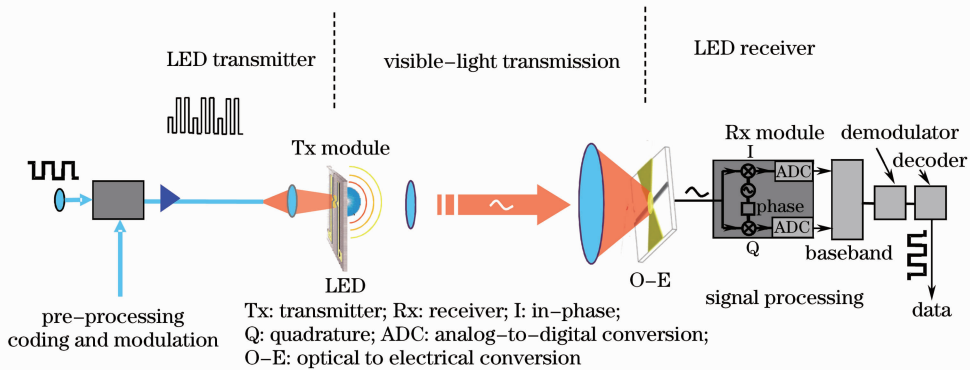 LED transmitter
visible-light transmission
LED receiver
Tx module
LED
pre-processing
coding and modulation
O-E
Rx module
I
ADC
phase
Q
ADC
baseband
signal processing
demodulator
decoder
data
Tx: transmitter; Rx: receiver; I: in-phase;
Q: quadrature; ADC: analog-to-digital conversion;
O-E: optical to electrical conversion